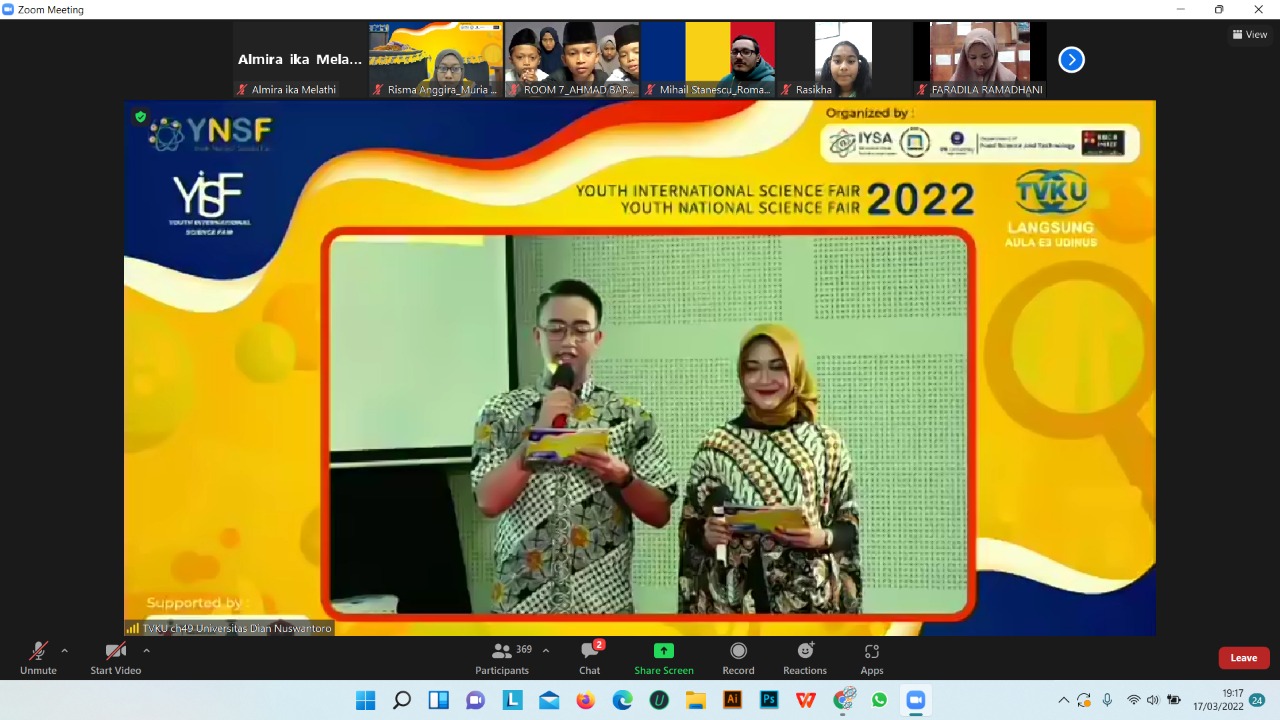 Zoom Meeting
View
Almira ika Mela...
Almira ika Melathi
Risma Anggira_Muria ...
ROOM 7_AHMAD BAR...
Mihail Stanescu_Roma...
Rasikha
FARADILA RAMADHANI
YNSF
YISF
YOUTH INTERNATIONAL
SCIENCE FAIR
Organized by :
IYSA
Food Science and Technology
YOUTH INTERNATIONAL SCIENCE FAIR
YOUTH NATIONAL SCIENCE FAIR
2022
TVKU
LANGSUNG
AULA E3 UDINUS
Supported by :
TVKU ch49 Universitas Dian Nuswantoro
Unmute
Start Video
Participants
369
Chat
2
Share Screen
Record
Reactions
Apps
Leave
L
U
Ai
Ps
W
19:17
17/03/2022
24